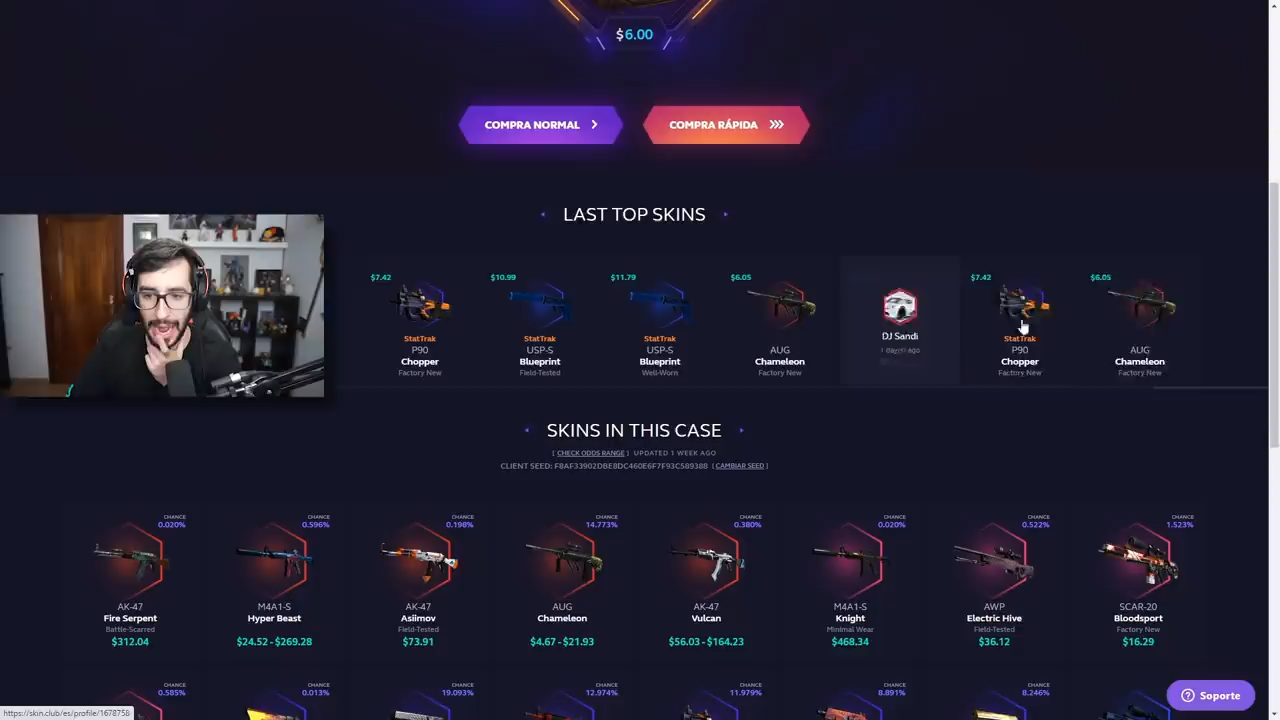 $6.00
COMPRA NORMAL
COMPRA RÁPIDA
LAST TOP SKINS
$7.42
$10.99
$11.79
$6.05
$7.42
$6.05
StatTrak
P90
Chopper
Factory New
StatTrak
USP-S
Blueprint
Field-Tested
StatTrak
USP-S
Blueprint
Well-Worn
AUG
Chameleon
Factory New
DJ Sandi
StatTrak
P90
Chopper
Factory New
AUG
Chameleon
Factory New
SKINS IN THIS CASE
[ CHECK ODDS RANGE ] UPDATED 1 WEEK AGO
CLIENT SEED: [ CAMBIAR SEED ]
CHANCE
0.020%
AK-47
Fire Serpent
Battle-Scarred
$312.04
CHANCE
0.596%
M4A1-S
Hyper Beast
$24.52 - $269.28
CHANCE
0.198%
AK-47
Asiimov
Field-Tested
$73.91
CHANCE
14.773%
AUG
Chameleon
$4.67 - $21.93
CHANCE
0.380%
AK-47
Vulcan
$56.03 - $164.23
CHANCE
0.020%
M4A1-S
Knight
Minimal Wear
$468.34
CHANCE
0.522%
AWP
Electric Hive
Field-Tested
$36.12
CHANCE
1.523%
SCAR-20
Bloodsport
Factory New
$16.29
CHANCE
0.585%
CHANCE
0.013%
CHANCE
19.093%
CHANCE
12.974%
CHANCE
11.979%
CHANCE
8.891%
CHANCE
8.246%
Soporte
https://skin.club/es/profile/1678758